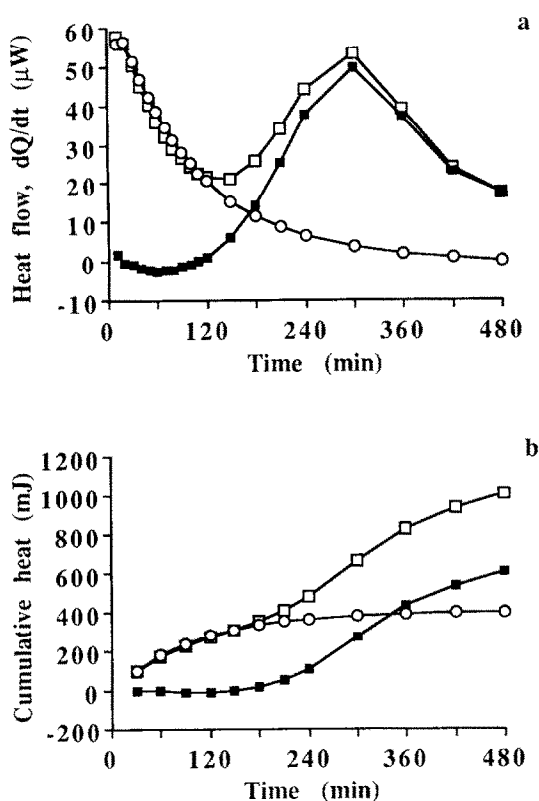 a
60
50
40
30
20
10
0
-10
Heat flow, dQ/dt (μW)
0 120 240 360 480
Time (min)
b
1200
1000
800
600
400
200
0
-200
Cumulative heat (mJ)
0 120 240 360 480
Time (min)